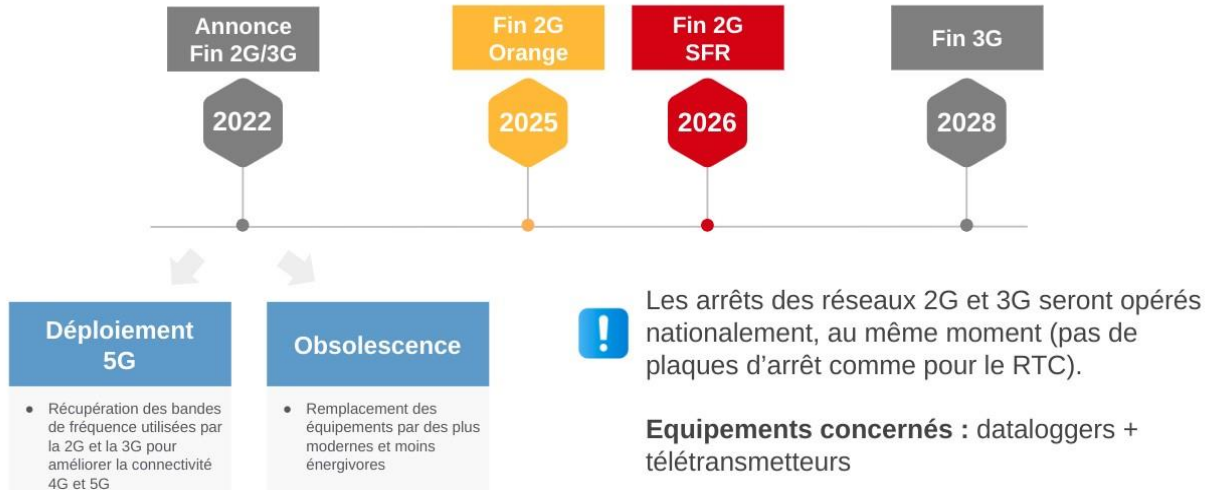 Annonce
Fin 2G/3G
Fin 2G
Orange
Fin 2G
SFR
Fin 3G
2022
2025
2026
2028
Déploiement
5G
● Récupération des bandes
de fréquence utilisées par
la 2G et la 3G pour
améliorer la connectivité
4G et 5G
Obsolescence
● Remplacement des
équipements par des plus
modernes et moins
énergivores
!
Les arrêts des réseaux 2G et 3G seront opérés
nationalement, au même moment (pas de
plaques d’arrêt comme pour le RTC).
Equipements concernés : dataloggers +
télétransmetteurs